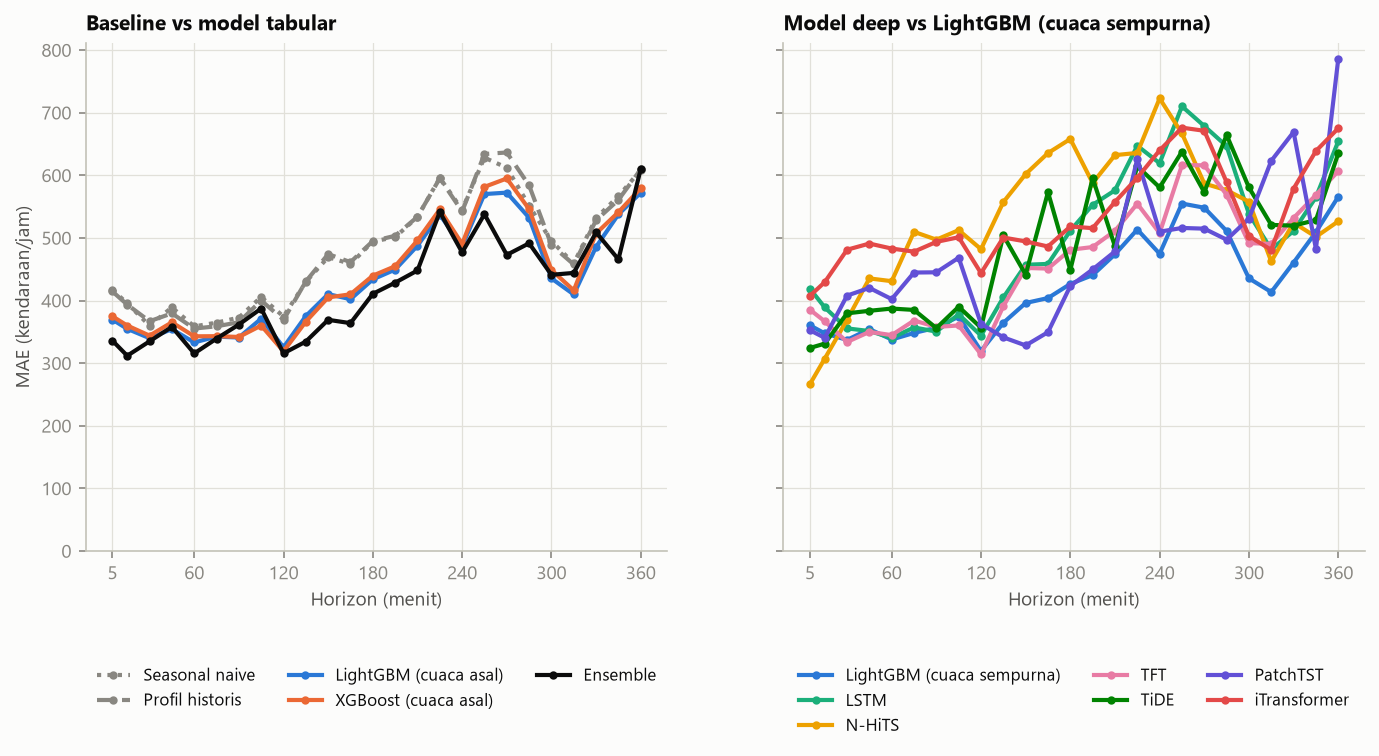 Baseline vs model tabular
800
700
600
500
400
300
200
100
0
MAE (kendaraan/jam)
5 60 120 180 240 300 360
Horizon (menit)
Seasonal naive LightGBM (cuaca asal) Ensemble
Profil historis XGBoost (cuaca asal)
Model deep vs LightGBM (cuaca sempurna)
5 60 120 180 240 300 360
Horizon (menit)
LightGBM (cuaca sempurna) TFT PatchTST
LSTM TiDE iTransformer
N-HiTS